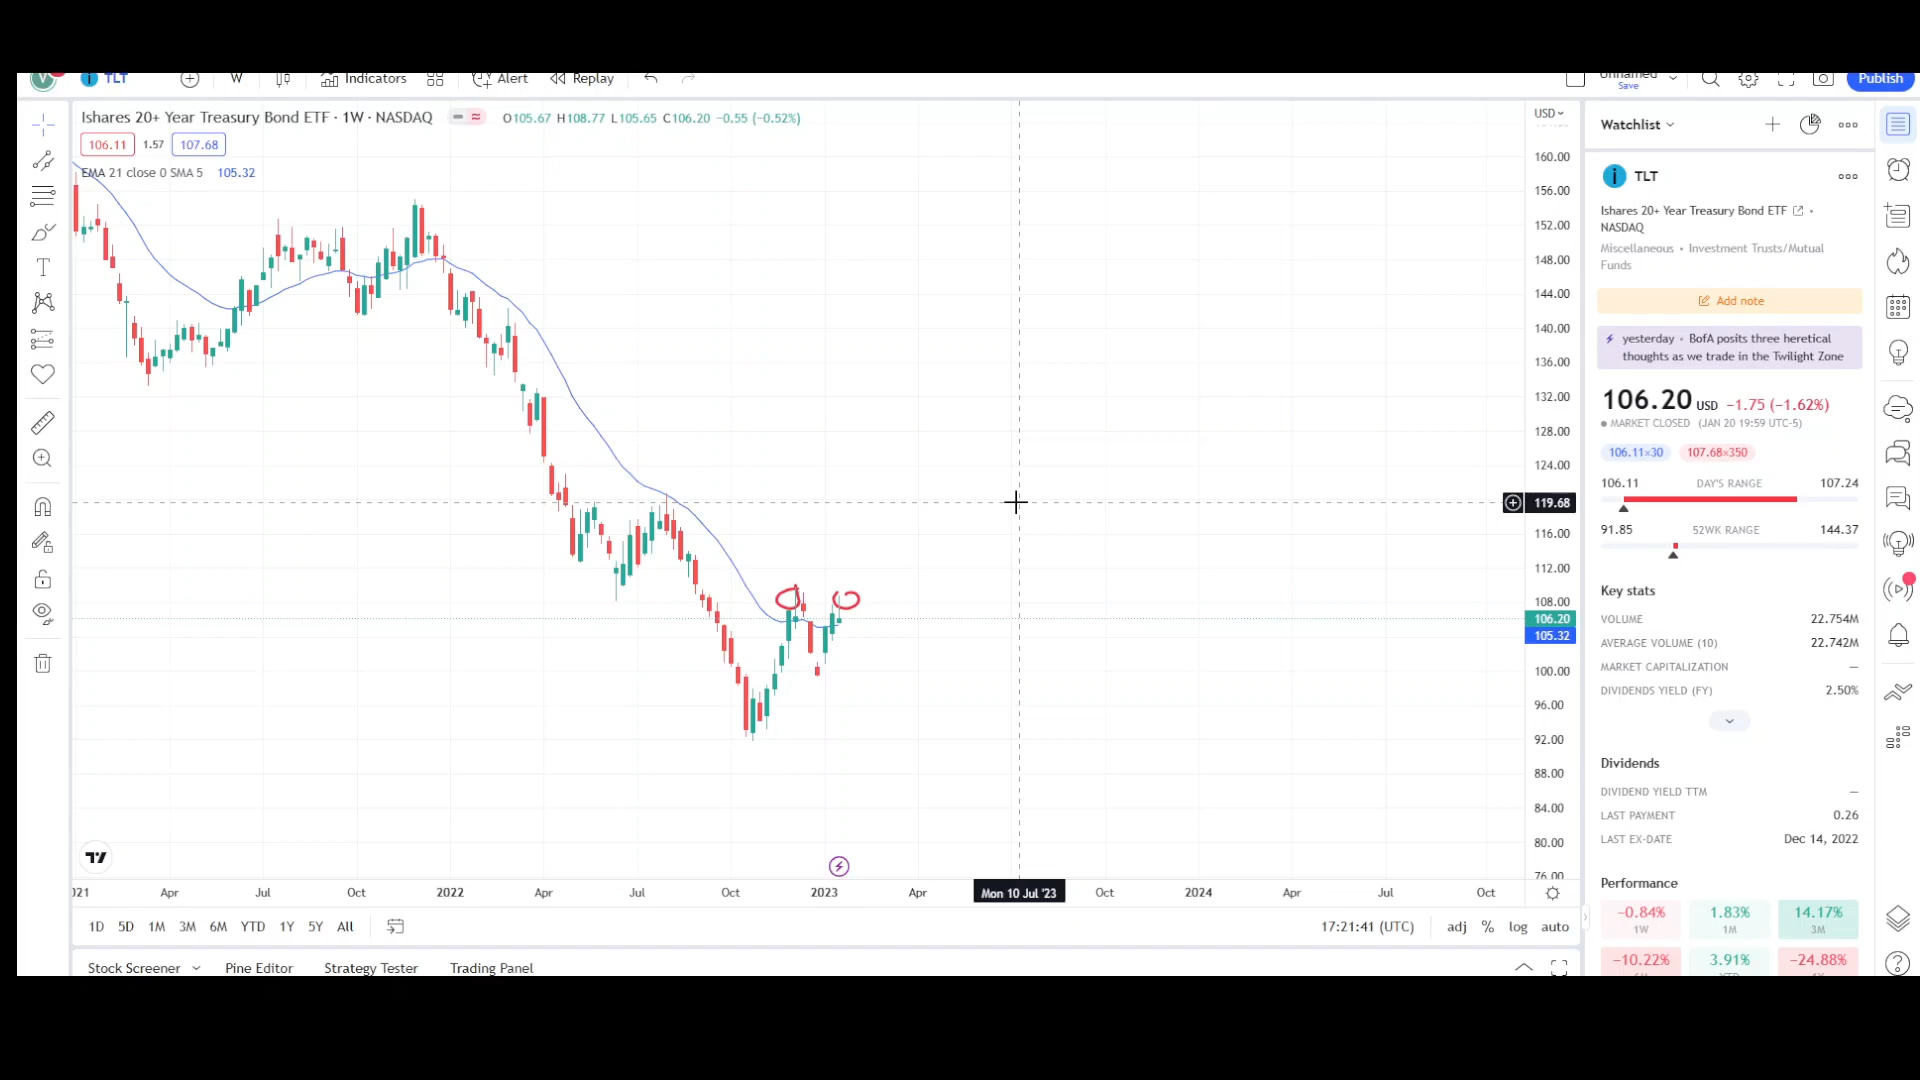 TLT
W
Indicators
Alert
Replay
Unnamed
Save
Publish
Ishares 20+ Year Treasury Bond ETF · 1W · NASDAQ
O105.67 H108.77 L105.65 C106.20 −0.55 (−0.52%)
106.11 1.57 107.68
EMA 21 close 0 SMA 5 105.32
USD
160.00
156.00
152.00
148.00
144.00
140.00
136.00
132.00
128.00
124.00
119.68
116.00
112.00
108.00
106.20
105.32
100.00
96.00
92.00
88.00
84.00
80.00
76.00
Apr Jul Oct 2022 Apr Jul Oct 2023 Apr Mon 10 Jul '23 Oct 2024 Apr Jul Oct
1D 5D 1M 3M 6M YTD 1Y 5Y All
17:21:41 (UTC) adj % log auto
Stock Screener Pine Editor Strategy Tester Trading Panel
Watchlist
TLT
Ishares 20+ Year Treasury Bond ETF •
NASDAQ
Miscellaneous • Investment Trusts/Mutual
Funds
Add note
yesterday • BofA posits three heretical
thoughts as we trade in the Twilight Zone
106.20 USD −1.75 (−1.62%)
MARKET CLOSED (JAN 20 19:59 UTC-5)
106.11×30 107.68×350
106.11 DAY'S RANGE 107.24
91.85 52WK RANGE 144.37
Key stats
VOLUME 22.754M
AVERAGE VOLUME (10) 22.742M
MARKET CAPITALIZATION —
DIVIDENDS YIELD (FY) 2.50%
Dividends
DIVIDEND YIELD TTM —
LAST PAYMENT 0.26
LAST EX-DATE Dec 14, 2022
Performance
−0.84% 1.83% 14.17%
1W 1M 3M
−10.22% 3.91% −24.88%